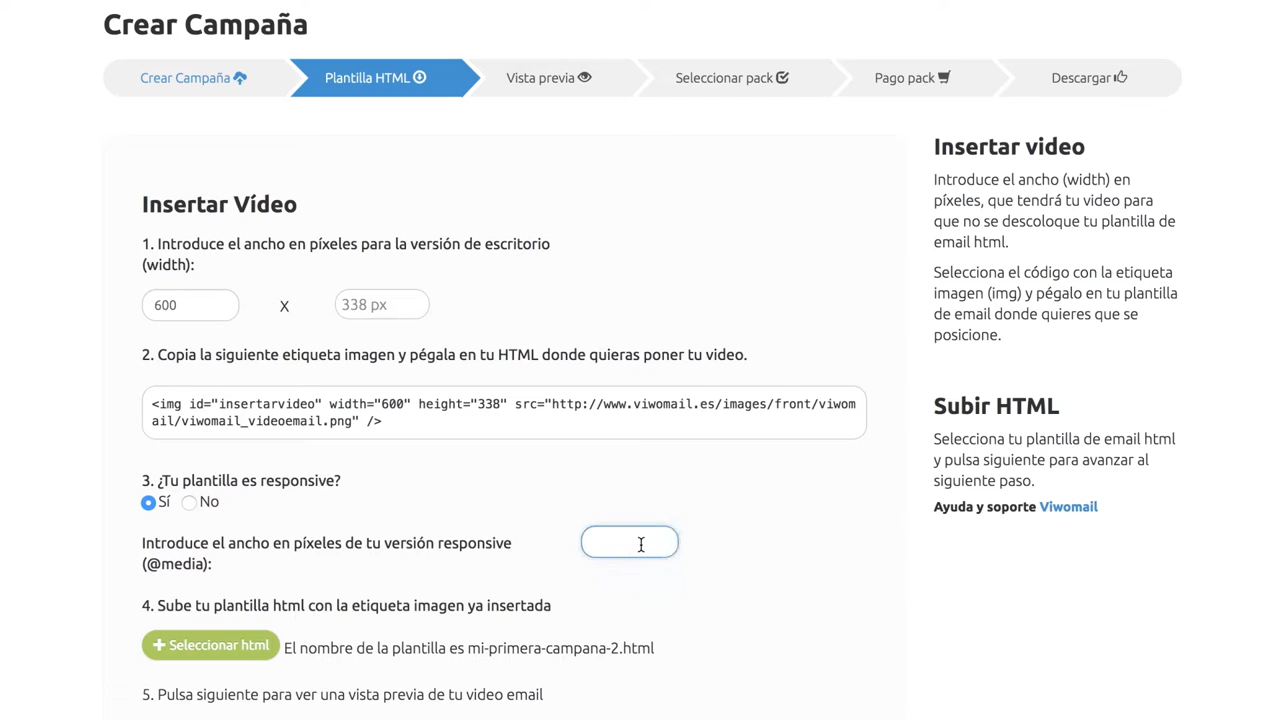 Crear Campaña
Crear Campaña
Plantilla HTML
Vista previa
Seleccionar pack
Pago pack
Descargar
Insertar Vídeo
1. Introduce el ancho en píxeles para la versión de escritorio
(width):
600
X
338 px
2. Copia la siguiente etiqueta imagen y pégala en tu HTML donde quieras poner tu video.
<img id="insertarvideo" width="600" height="338" src="http://www.viwomail.es/images/front/viwom
ail/viwomail_videoemail.png" />
3. ¿Tu plantilla es responsive?
Sí
No
Introduce el ancho en píxeles de tu versión responsive
(@media):
4. Sube tu plantilla html con la etiqueta imagen ya insertada
Seleccionar html
El nombre de la plantilla es mi-primera-campana-2.html
5. Pulsa siguiente para ver una vista previa de tu video email
Insertar video
Introduce el ancho (width) en
píxeles, que tendrá tu video para
que no se descoloque tu plantilla de
email html.
Selecciona el código con la etiqueta
imagen (img) y pégalo en tu plantilla
de email donde quieres que se
posicione.
Subir HTML
Selecciona tu plantilla de email html
y pulsa siguiente para avanzar al
siguiente paso.
Ayuda y soporte Viwomail